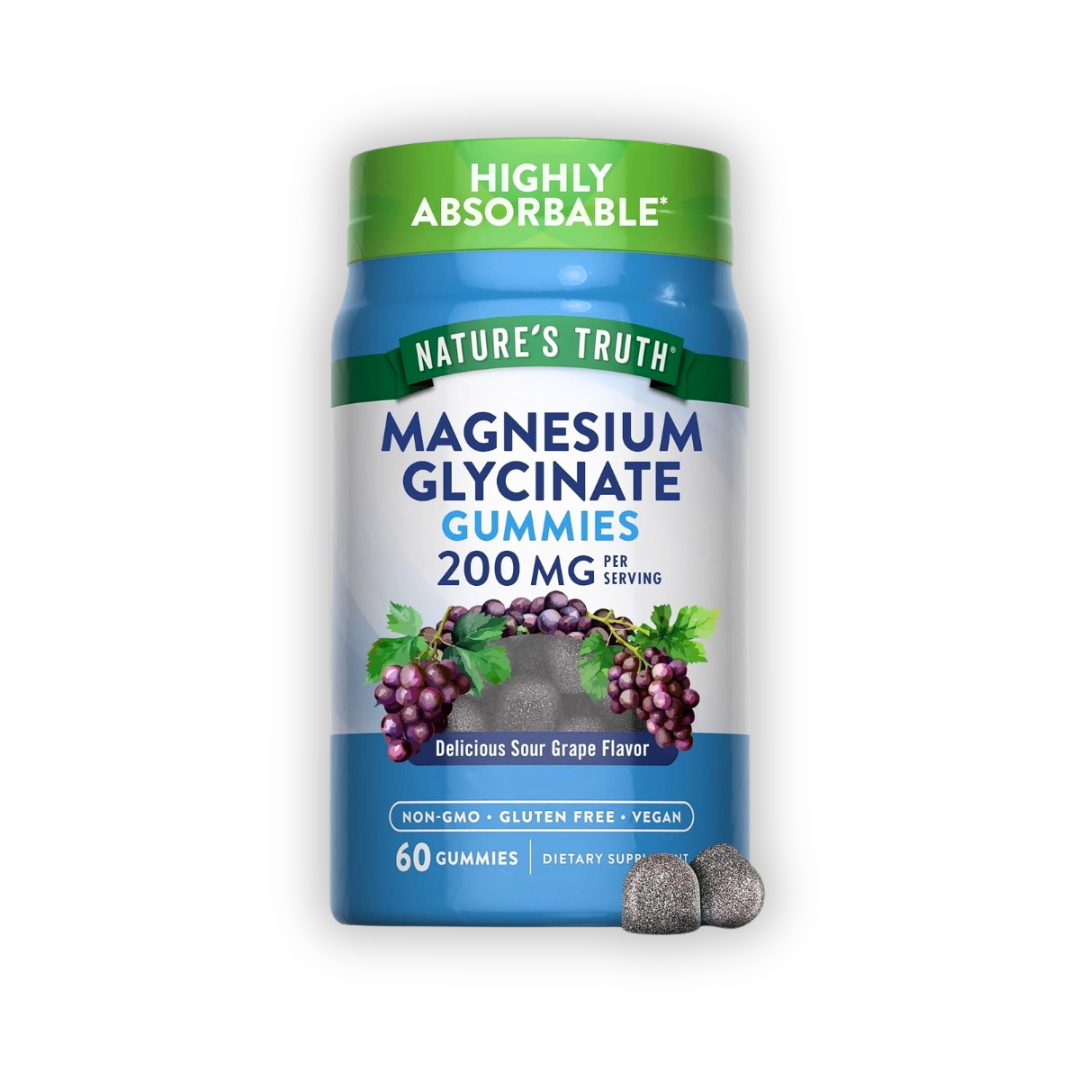 HIGHLY
ABSORBABLE*
NATURE'S TRUTH®
MAGNESIUM
GLYCINATE
GUMMIES
200 MG PER SERVING
Delicious Sour Grape Flavor
NON-GMO • GLUTEN FREE • VEGAN
60 GUMMIES | DIETARY